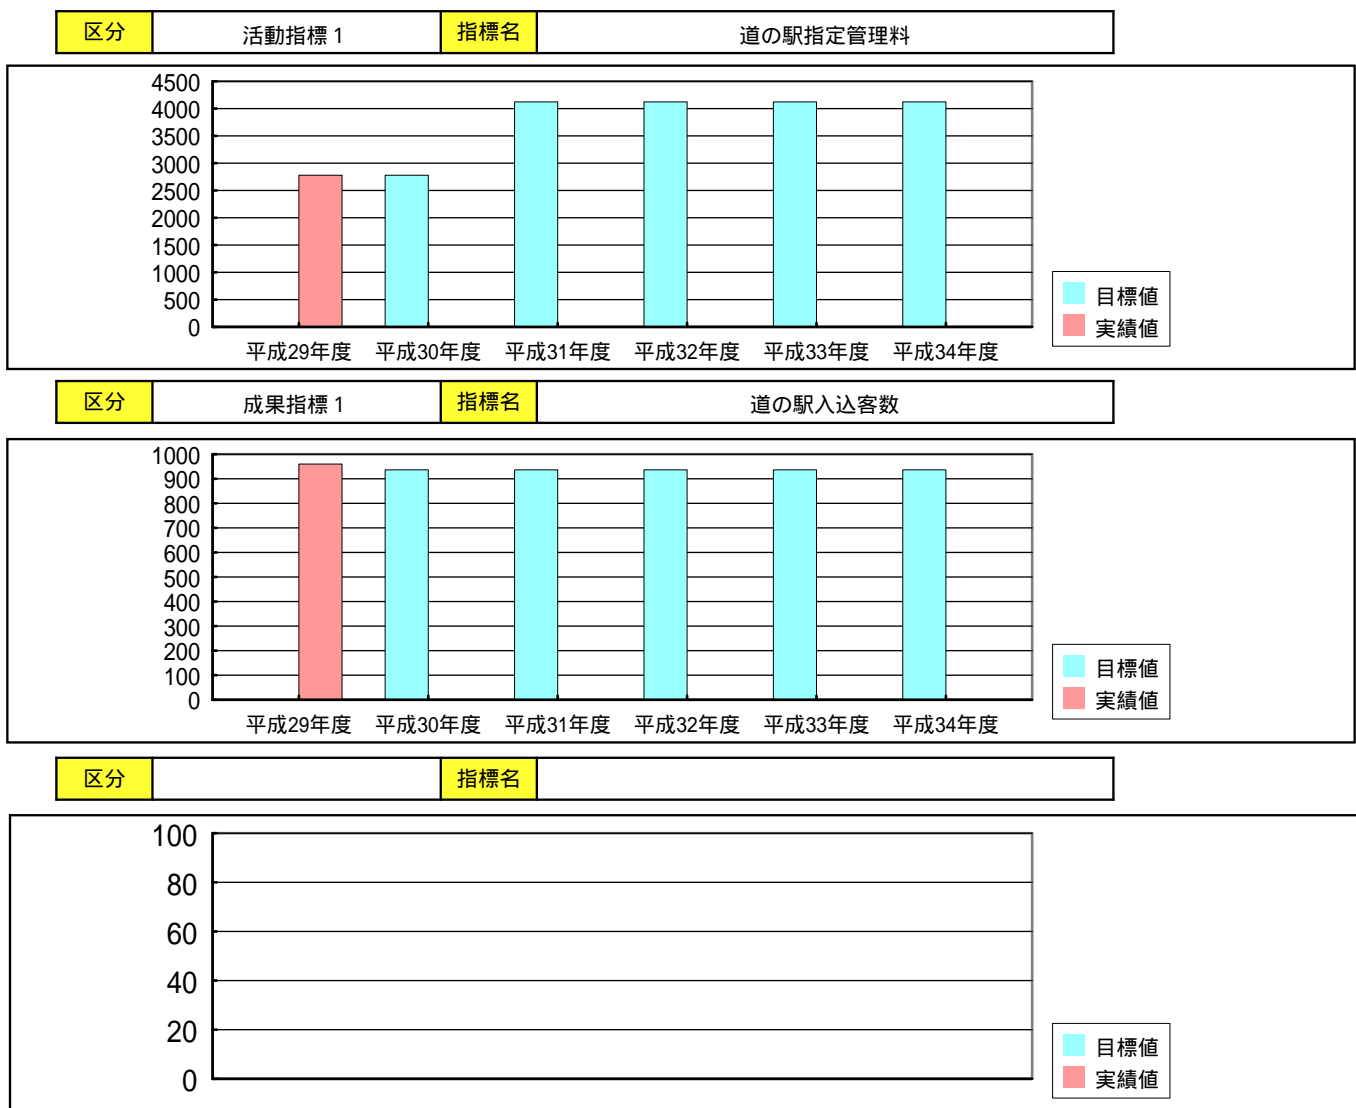 区分 活動指標1 指標名 道の駅指定管理料
4500
4000
3500
3000
2500
2000
1500
1000
500
0
平成29年度 平成30年度 平成31年度 平成32年度 平成33年度 平成34年度
目標値
実績値
区分 成果指標1 指標名 道の駅入込客数
1000
900
800
700
600
500
400
300
200
100
0
平成29年度 平成30年度 平成31年度 平成32年度 平成33年度 平成34年度
目標値
実績値
区分 指標名
100
80
60
40
20
0
目標値
実績値